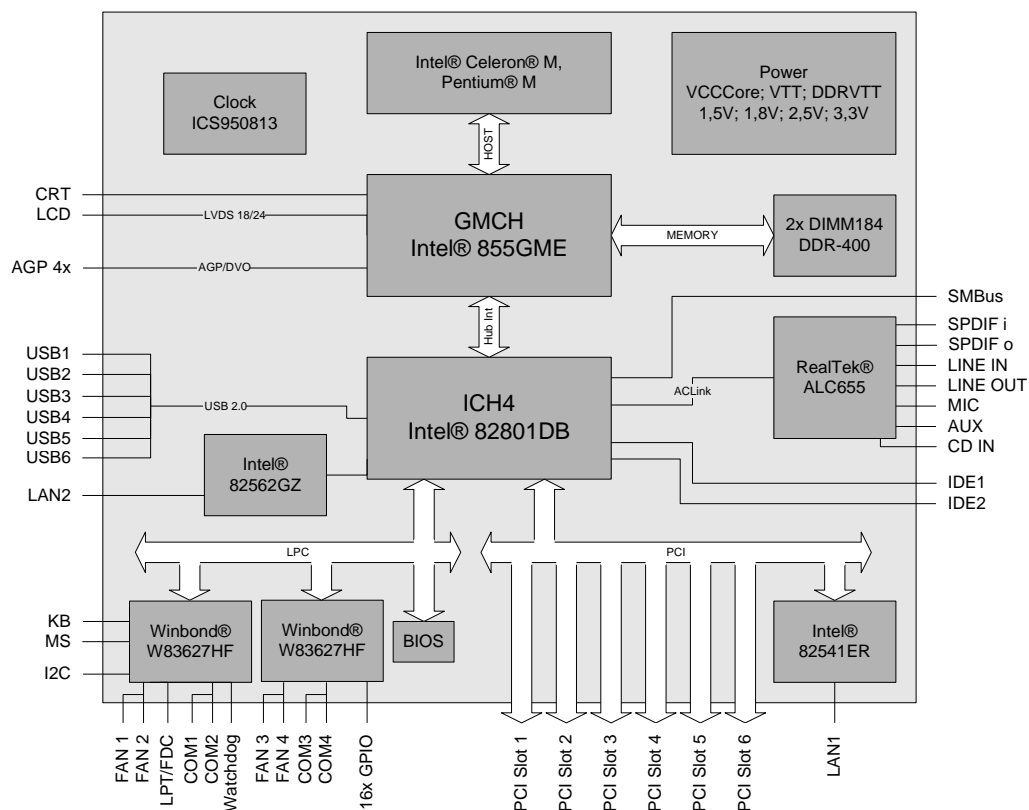 Intel® Celeron® M,
Pentium® M
Power
VCCCore; VTT; DDRVTT
1,5V; 1,8V; 2,5V; 3,3V
Clock
ICS950813
HOST
CRT
LCD
LVDS 18/24
AGP 4x
AGP/DVO
GMCH
Intel® 855GME
MEMORY
2x DIMM184
DDR-400
Hub Int
SMBus
SPDIF i
SPDIF o
LINE IN
LINE OUT
MIC
AUX
CD IN
RealTek®
ALC655
ACLink
USB1
USB2
USB3
USB4
USB5
USB6
USB 2.0
ICH4
Intel® 82801DB
Intel®
82562GZ
LAN2
IDE1
IDE2
LPC
PCI
KB
MS
I2C
Winbond®
W83627HF
Winbond®
W83627HF
BIOS
Intel®
82541ER
FAN 1
FAN 2
LPT/FDC
COM1
COM2
Watchdog
FAN 3
FAN 4
COM3
COM4
16x GPIO
PCI Slot 1
PCI Slot 2
PCI Slot 3
PCI Slot 4
PCI Slot 5
PCI Slot 6
LAN1